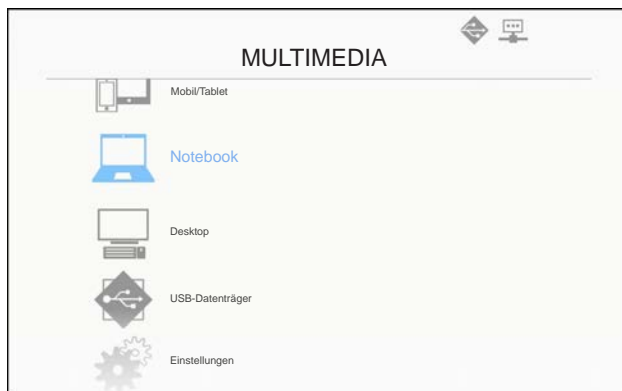 MULTIMEDIA
Mobil/Tablet
Notebook
Desktop
USB-Datenträger
Einstellungen